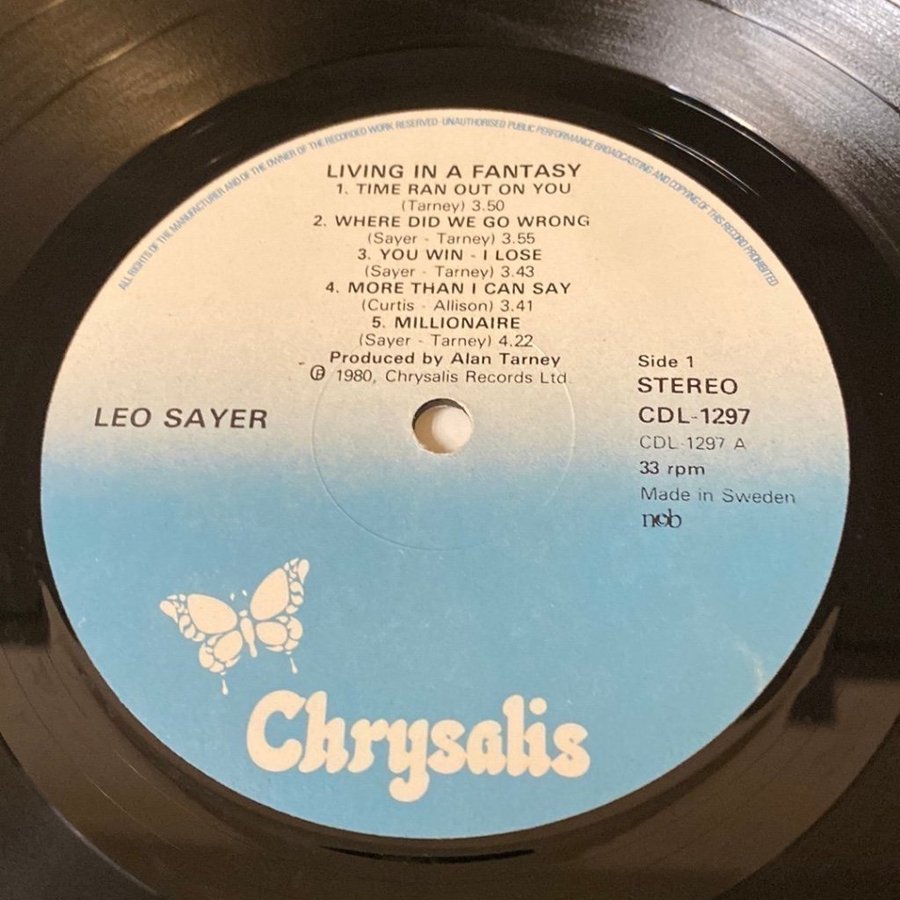 ALL RIGHTS OF THE MANUFACTURER AND OF THE OWNER OF THE RECORDED WORK RESERVED · UNAUTHORISED PUBLIC PERFORMANCE BROADCASTING AND COPYING OF THIS RECORD PROHIBITED
LIVING IN A FANTASY
1. TIME RAN OUT ON YOU
(Tarney) 3.50
2. WHERE DID WE GO WRONG
(Sayer - Tarney) 3.55
3. YOU WIN - I LOSE
(Sayer - Tarney) 3.43
4. MORE THAN I CAN SAY
(Curtis - Allison) 3.41
5. MILLIONAIRE
(Sayer - Tarney) 4.22
Produced by Alan Tarney
℗ 1980, Chrysalis Records Ltd.
LEO SAYER
Side 1
STEREO
CDL-1297
CDL-1297 A
33 rpm
Made in Sweden
ncb
Chrysalis